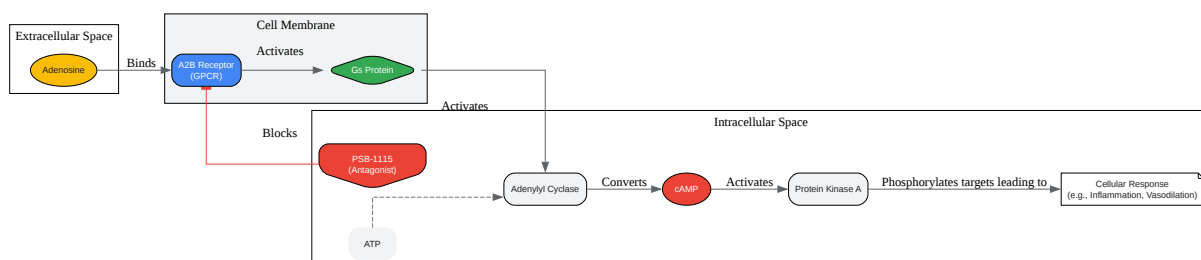 Cell Membrane
Extracellular Space
Adenosine
Binds
A2B Receptor
(GPCR)
Activates
Gs Protein
Activates
Intracellular Space
Blocks
PSB-1115
(Antagonist)
Adenylyl Cyclase
Converts
cAMP
Activates
Protein Kinase A
Phosphorylates targets leading to
Cellular Response
(e.g., Inflammation, Vasodilation)
ATP